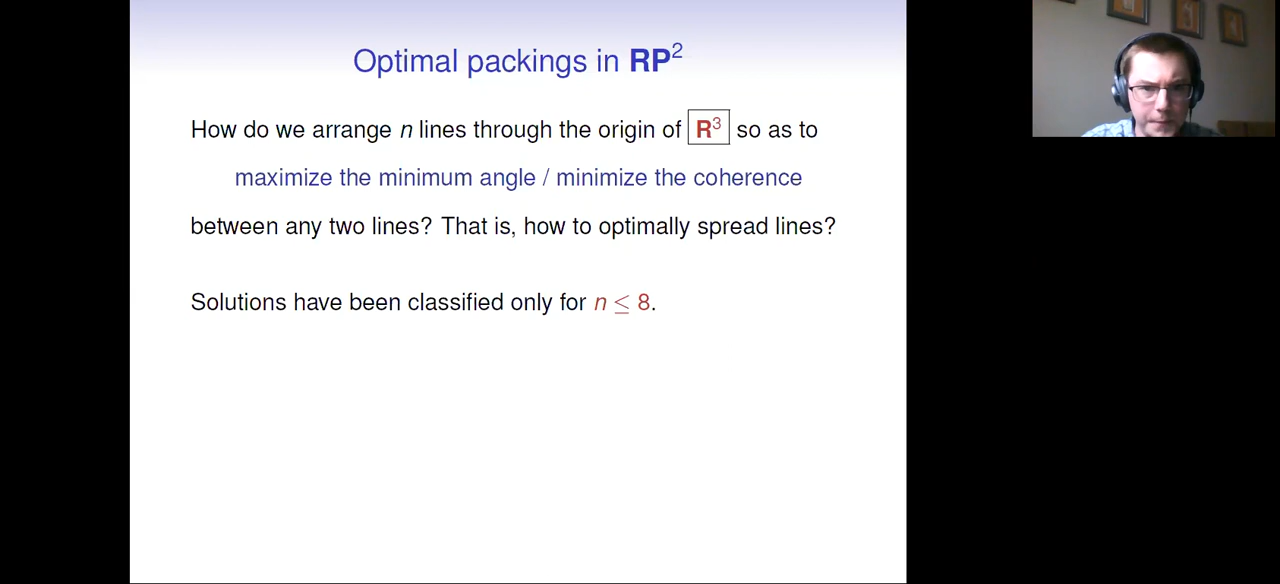 Optimal packings in RP²
How do we arrange n lines through the origin of R³ so as to
maximize the minimum angle / minimize the coherence
between any two lines? That is, how to optimally spread lines?
Solutions have been classified only for n ≤ 8.